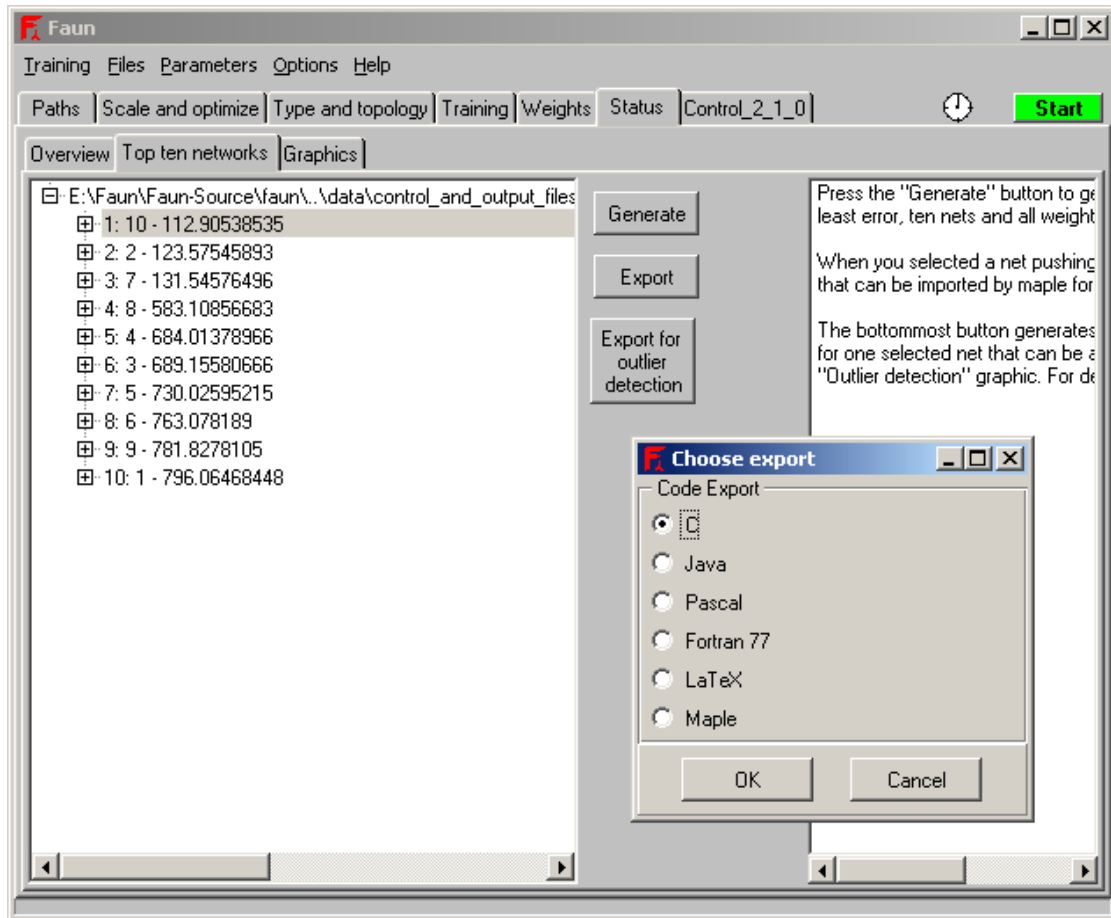 Faun
Training Files Parameters Options Help
Paths Scale and optimize Type and topology Training Weights Status Control_2_1_0 Start
Overview Top ten networks Graphics
E:\Faun\Faun-Source\faun\..\data\control_and_output_files
1: 10 - 112.90538535
2: 2 - 123.57545893
3: 7 - 131.54576496
4: 8 - 583.10856683
5: 4 - 684.01378966
6: 3 - 689.15580666
7: 5 - 730.02595215
8: 6 - 763.078189
9: 9 - 781.8278105
10: 1 - 796.06468448
Generate
Export
Export for
outlier
detection
Press the "Generate" button to ge
least error, ten nets and all weight
When you selected a net pushing
that can be imported by maple for
The bottommost button generates
for one selected net that can be a
"Outlier detection" graphic. For de
Choose export
Code Export
C
Java
Pascal
Fortran 77
LaTeX
Maple
OK Cancel